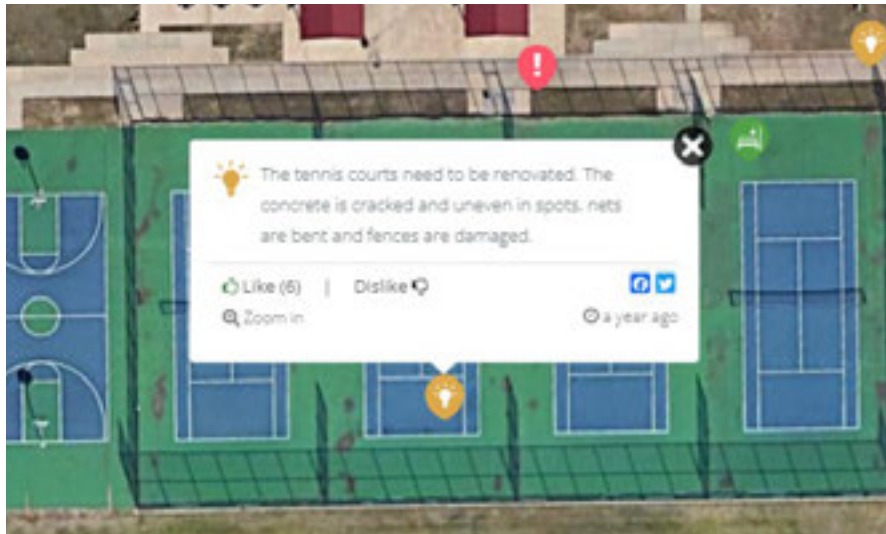 The tennis courts need to be renovated. The
concrete is cracked and uneven in spots. nets
are bent and fences are damaged.
Like (6) | Dislike
Zoom in a year ago